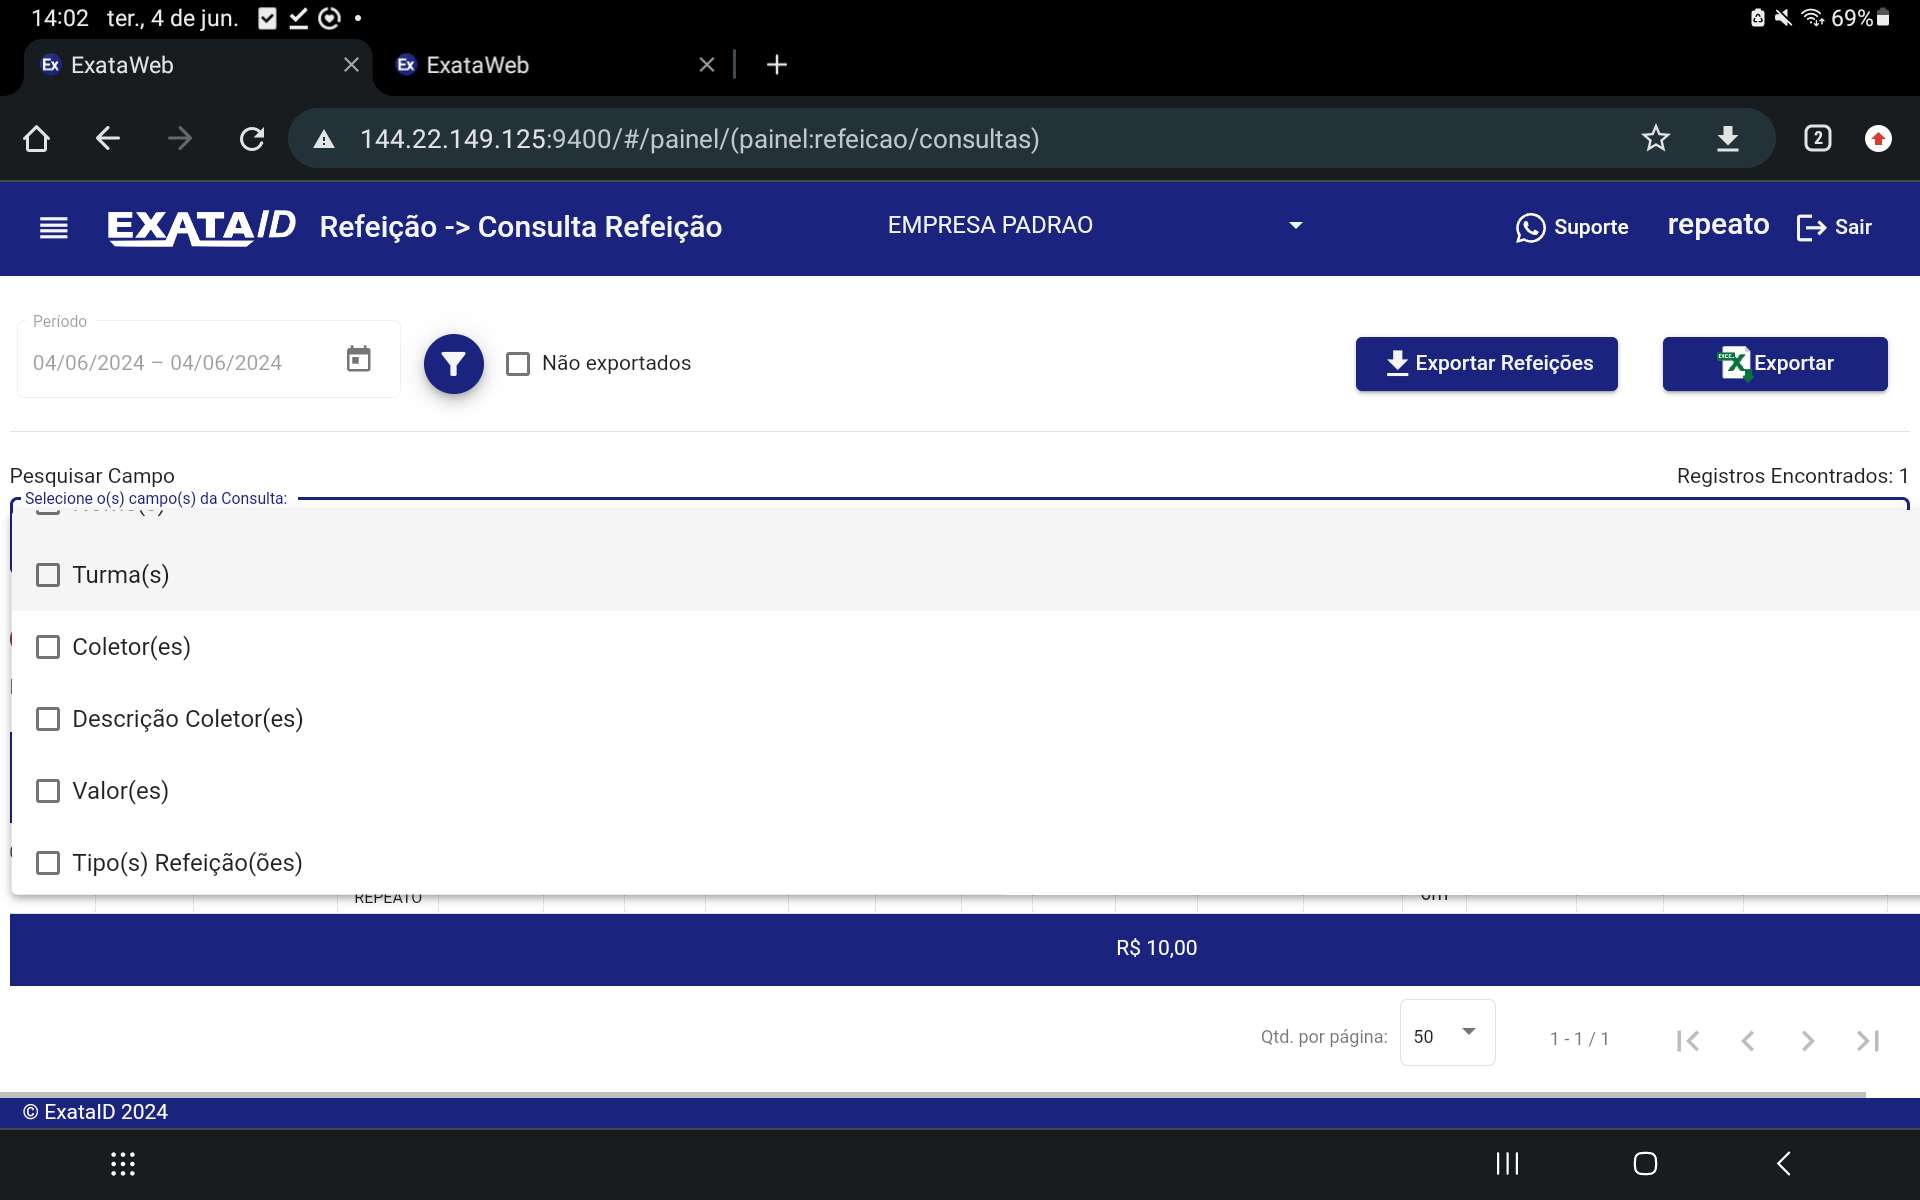 14:02 ter., 4 de jun.
69%
Ex ExataWeb
Ex ExataWeb
144.22.149.125:9400/#/painel/(painel:refeicao/consultas)
2
EXATA/D Refeição -> Consulta Refeição
EMPRESA PADRAO
Suporte
repeato
Sair
Período
04/06/2024 – 04/06/2024
Não exportados
Exportar Refeições
Exportar
Pesquisar Campo
Registros Encontrados: 1
Selecione o(s) campo(s) da Consulta:
Turma(s)
Coletor(es)
Descrição Coletor(es)
Valor(es)
Tipo(s) Refeição(ões)
REPEATO
R$ 10,00
Qtd. por página:
50
1 - 1 / 1
© ExataID 2024